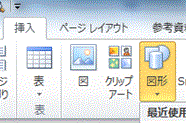 挿入 ページ レイアウト 参考資
表 図 クリップ アート 図形
表
最近使用